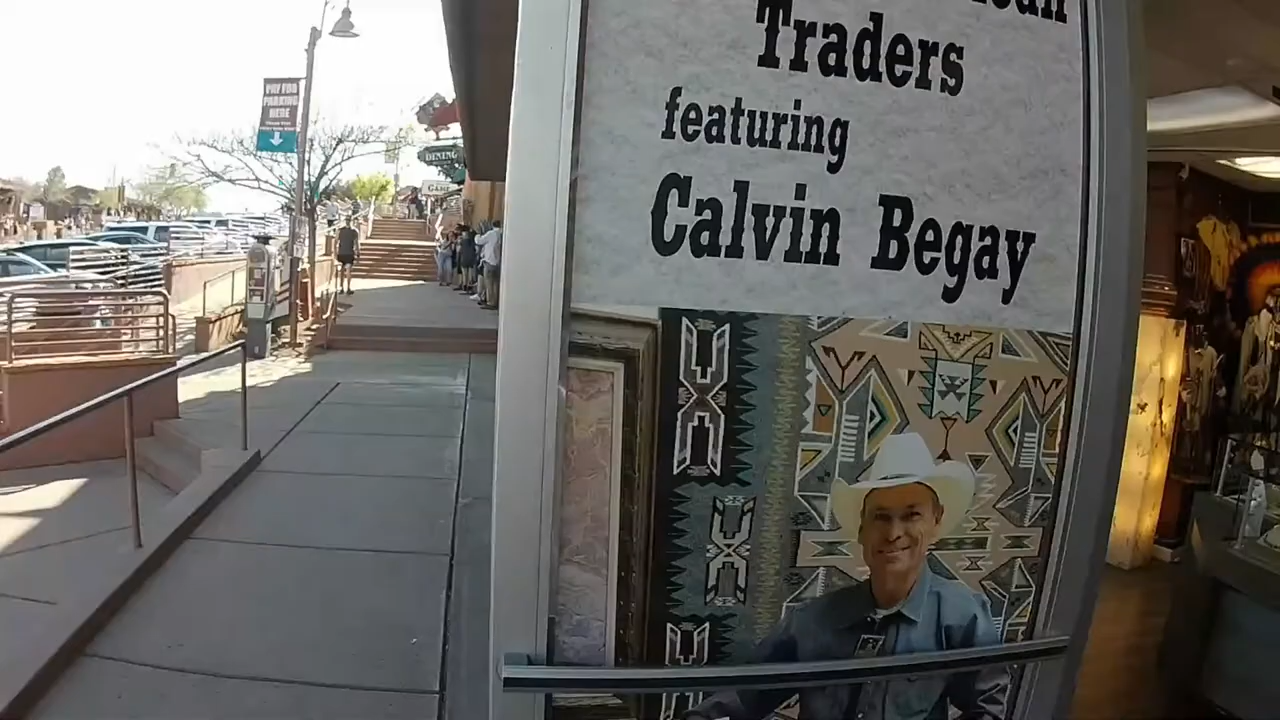 Traders
featuring
Calvin Begay
PAY FOR
PARKING
HERE
DINING